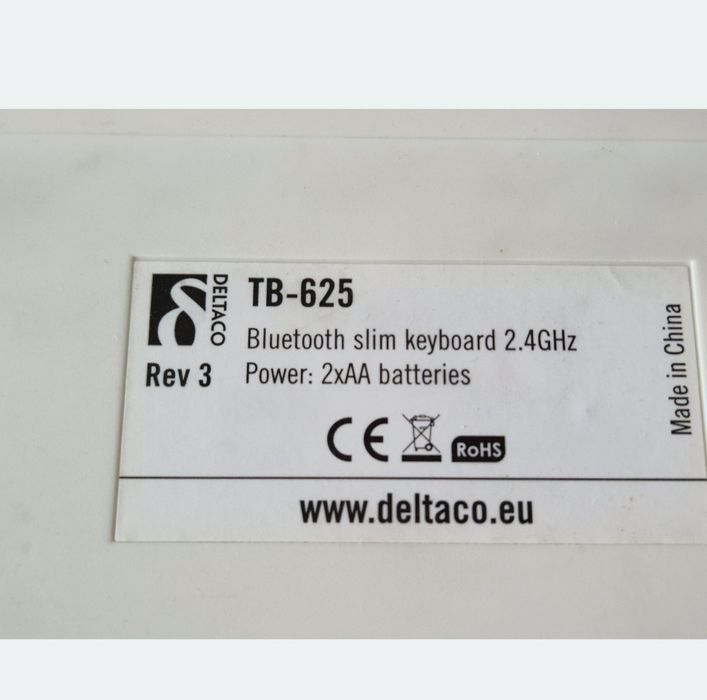 DELTACO
TB-625
Bluetooth slim keyboard 2.4GHz
Rev 3
Power: 2xAA batteries
Made in China
CE
RoHS
www.deltaco.eu